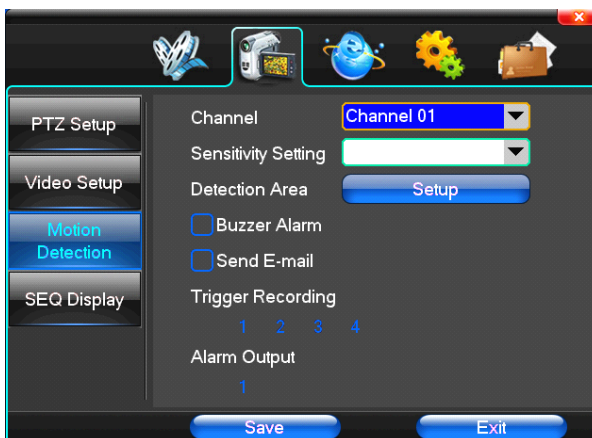 PTZ Setup
Video Setup
Motion
Detection
SEQ Display
Channel Channel 01
Sensitivity Setting
Detection Area Setup
Buzzer Alarm
Send E-mail
Trigger Recording
1 2 3 4
Alarm Output
1
Save Exit